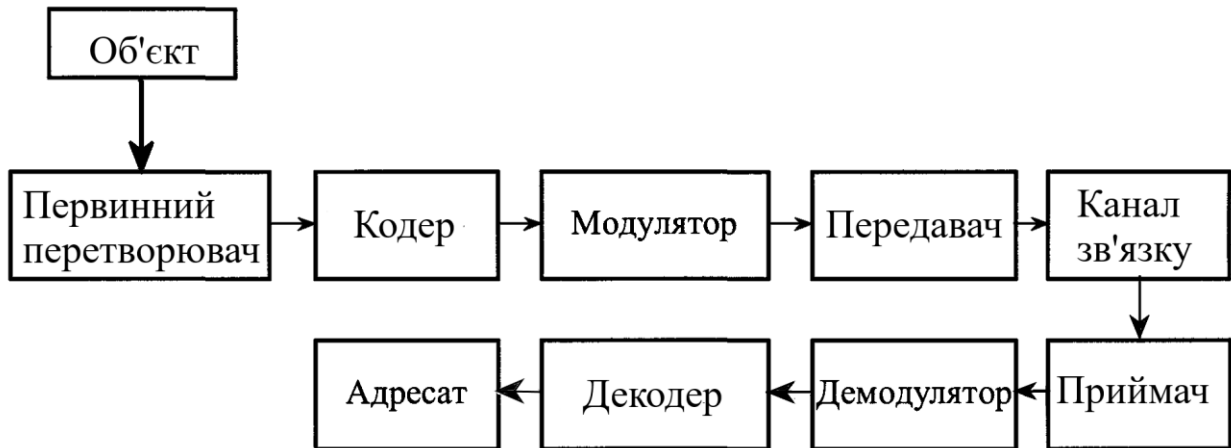 Об'єкт
Первинний
перетворювач
Кодер
Модулятор
Передавач
Канал
зв'язку
Адресат
Декодер
Демодулятор
Приймач